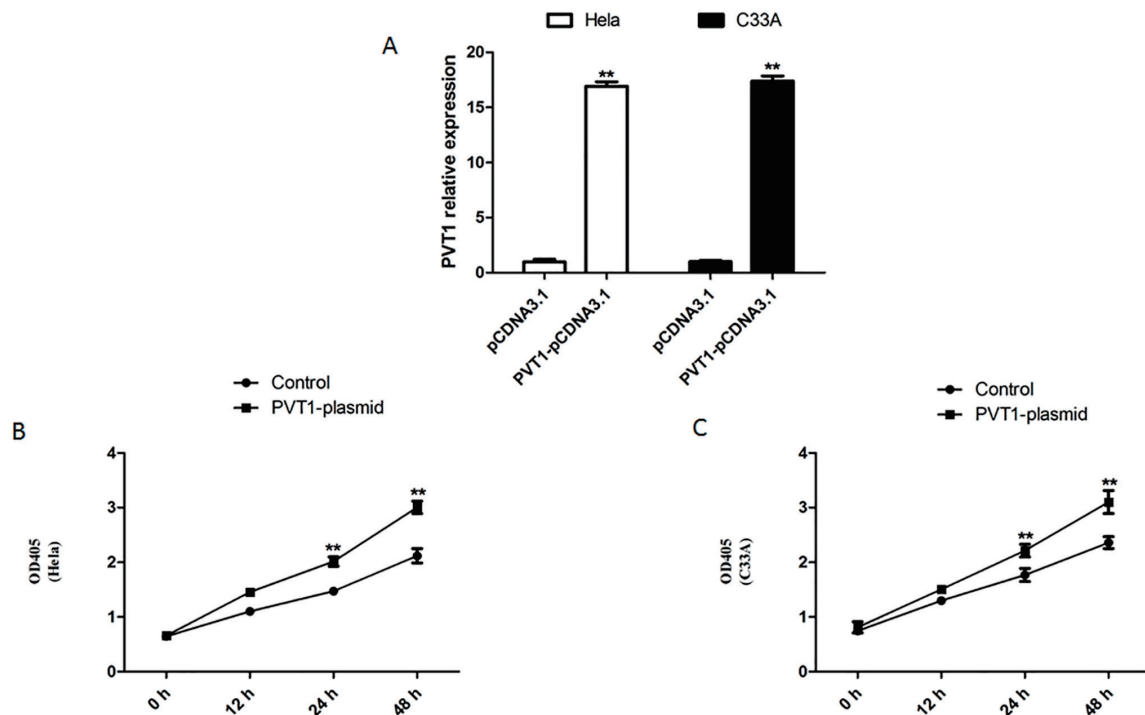 A
Hela
C33A
PVT1 relative expression
20
15
10
5
0
**
**
pCDNA3.1
PVT1-pCDNA3.1
pCDNA3.1
PVT1-pCDNA3.1
B
Control
PVT1-plasmid
OD405
(Hela)
4
3
2
1
0
**
**
0 h
12 h
24 h
48 h
C
Control
PVT1-plasmid
OD405
(C33A)
4
3
2
1
0
**
**
0 h
12 h
24 h
48 h